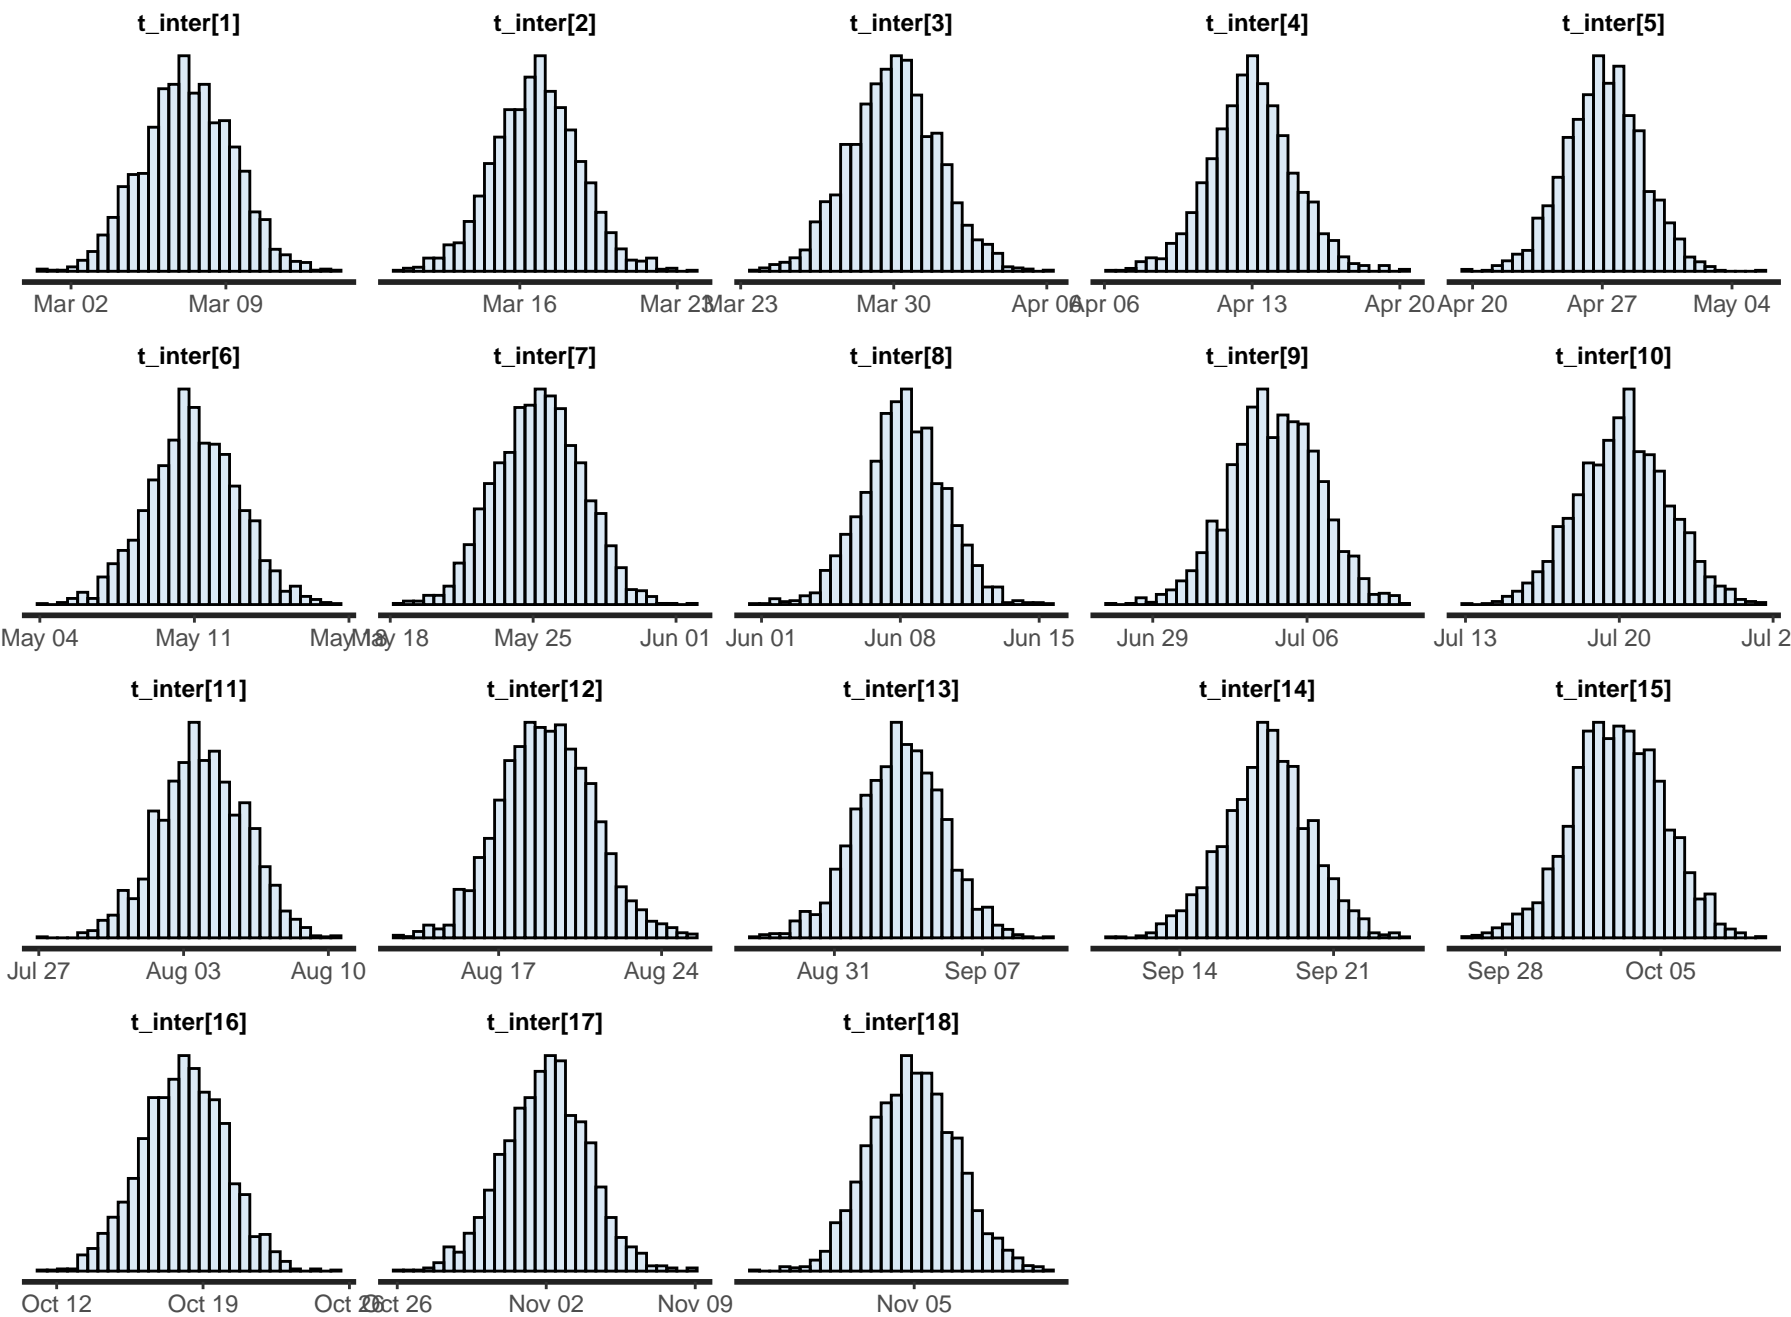 t_inter[1] t_inter[2] t_inter[3] t_inter[4] t_inter[5]
Mar 02 Mar 09 Mar 16 Mar 23 Mar 23 Mar 30 Apr 06 Apr 06 Apr 13 Apr 20 Apr 20 Apr 27 May 04
t_inter[6] t_inter[7] t_inter[8] t_inter[9] t_inter[10]
May 04 May 11 May 18 May 18 May 25 Jun 01 Jun 01 Jun 08 Jun 15 Jun 29 Jul 06 Jul 13 Jul 20 Jul 2
t_inter[11] t_inter[12] t_inter[13] t_inter[14] t_inter[15]
Jul 27 Aug 03 Aug 10 Aug 17 Aug 24 Aug 31 Sep 07 Sep 14 Sep 21 Sep 28 Oct 05
t_inter[16] t_inter[17] t_inter[18]
Oct 12 Oct 19 Oct 26 Oct 26 Nov 02 Nov 09 Nov 05